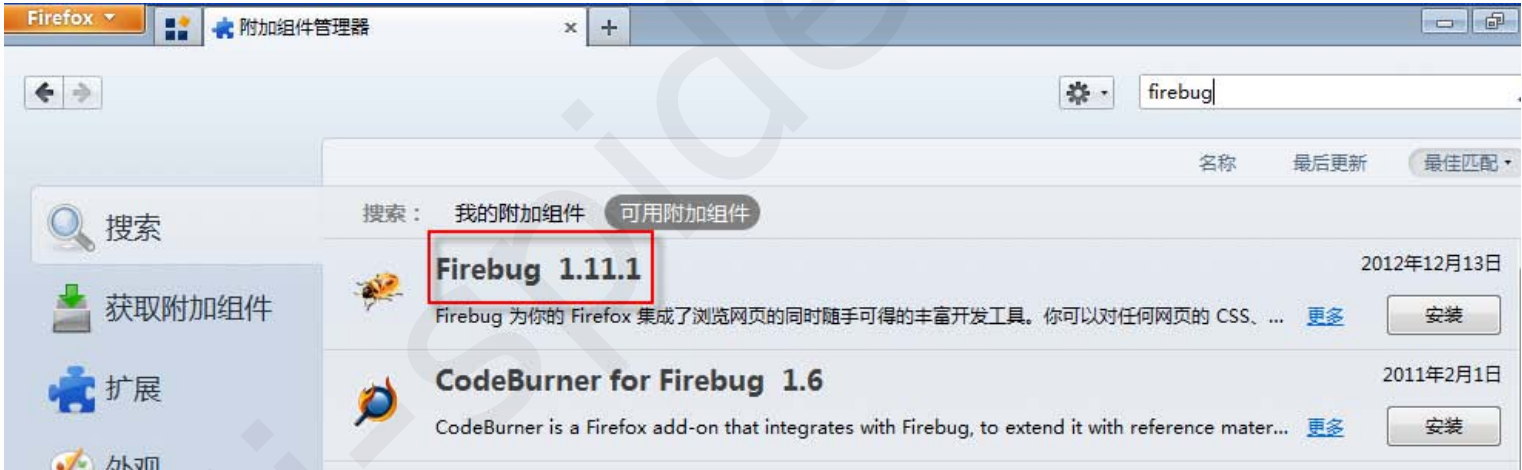 Firefox
附加组件管理器
firebug
名称 最后更新 最佳匹配
搜索
搜索： 我的附加组件 可用附加组件
Firebug 1.11.1
2012年12月13日
Firebug 为你的 Firefox 集成了浏览网页的同时随手可得的丰富开发工具。你可以对任何网页的 CSS、... 更多 安装
获取附加组件
CodeBurner for Firebug 1.6
2011年2月1日
扩展
CodeBurner is a Firefox add-on that integrates with Firebug, to extend it with reference mater... 更多 安装
外观